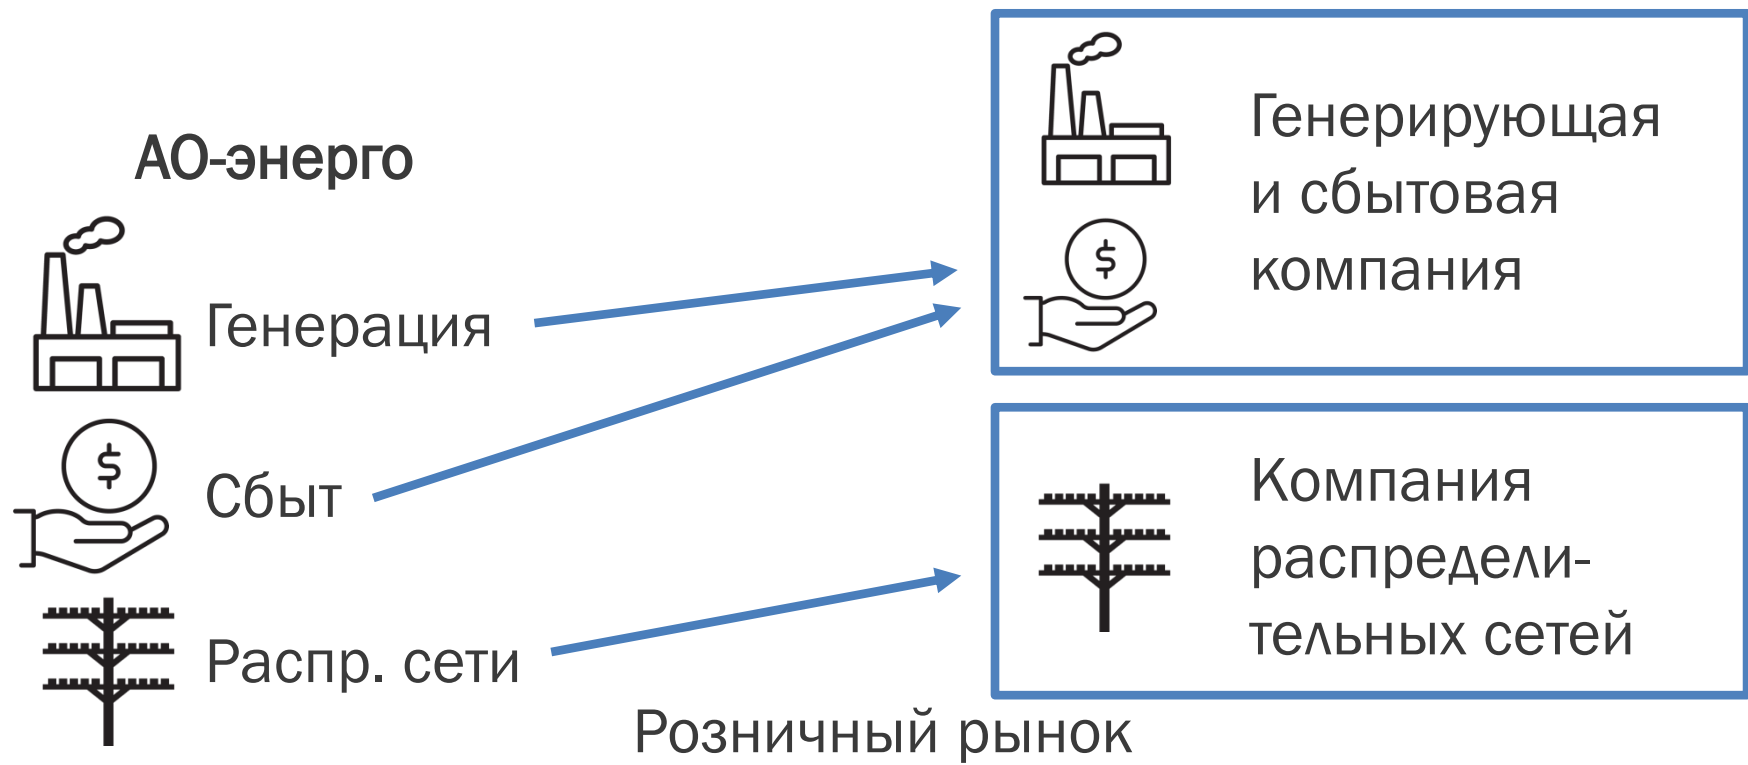 АО-энерго
Генерация
Сбыт
Распр. сети
Генерирующая
и сбытовая
компания
Компания
распредели-
тельных сетей
Розничный рынок
$
$